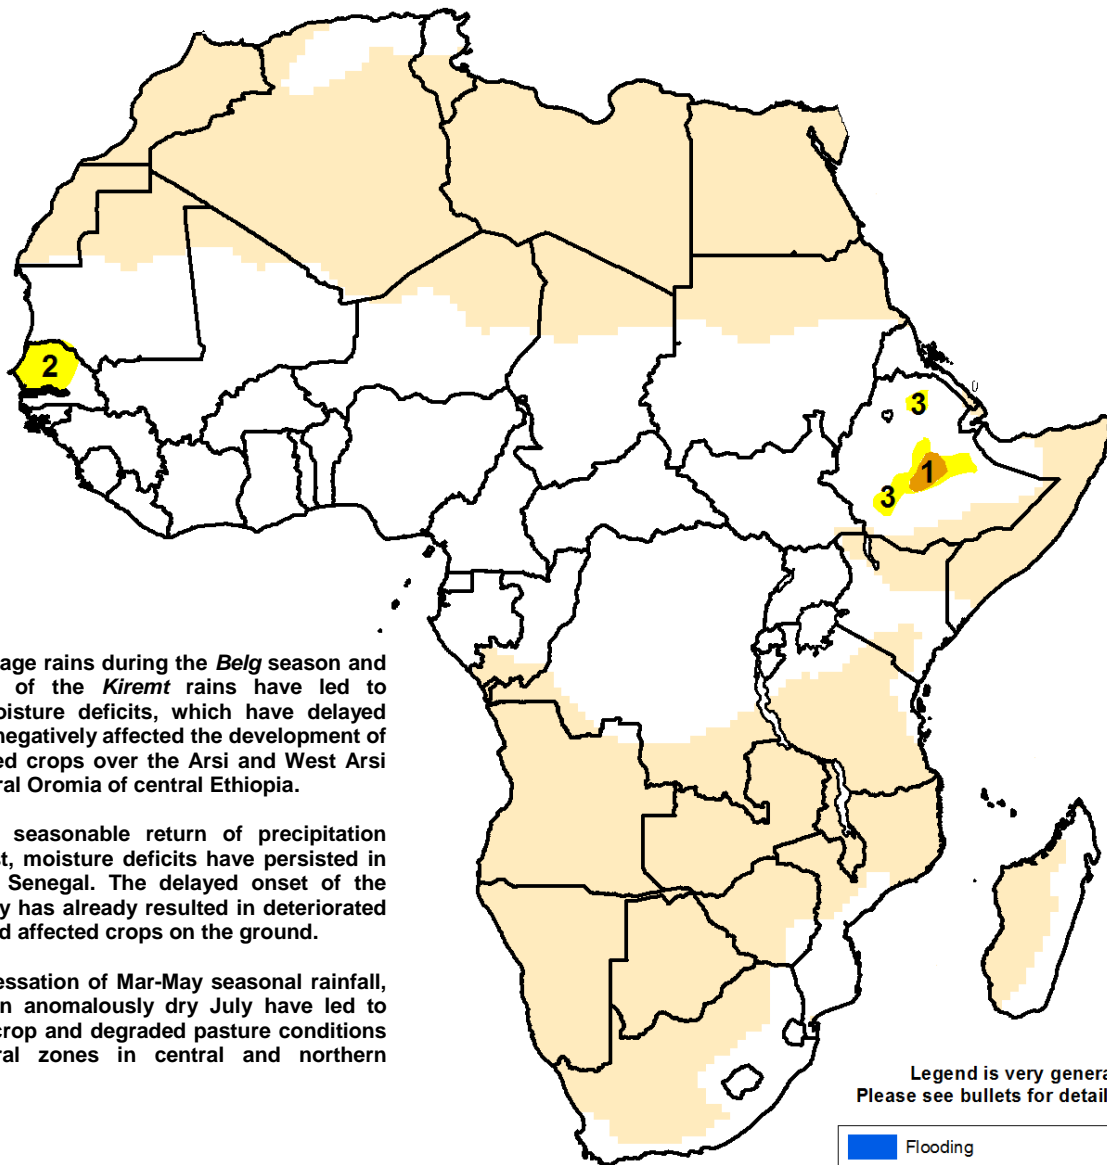 2
3
1
3
age rains during the Belg season and
of the Kiremt rains have led to
oisture deficits, which have delayed
negatively affected the development of
ed crops over the Arsi and West Arsi
ral Oromia of central Ethiopia.
seasonable return of precipitation
st, moisture deficits have persisted in
Senegal. The delayed onset of the
y has already resulted in deteriorated
d affected crops on the ground.
essation of Mar-May seasonal rainfall,
n anomalously dry July have led to
crop and degraded pasture conditions
ral zones in central and northern
Legend is very genera
Please see bullets for detail
Flooding